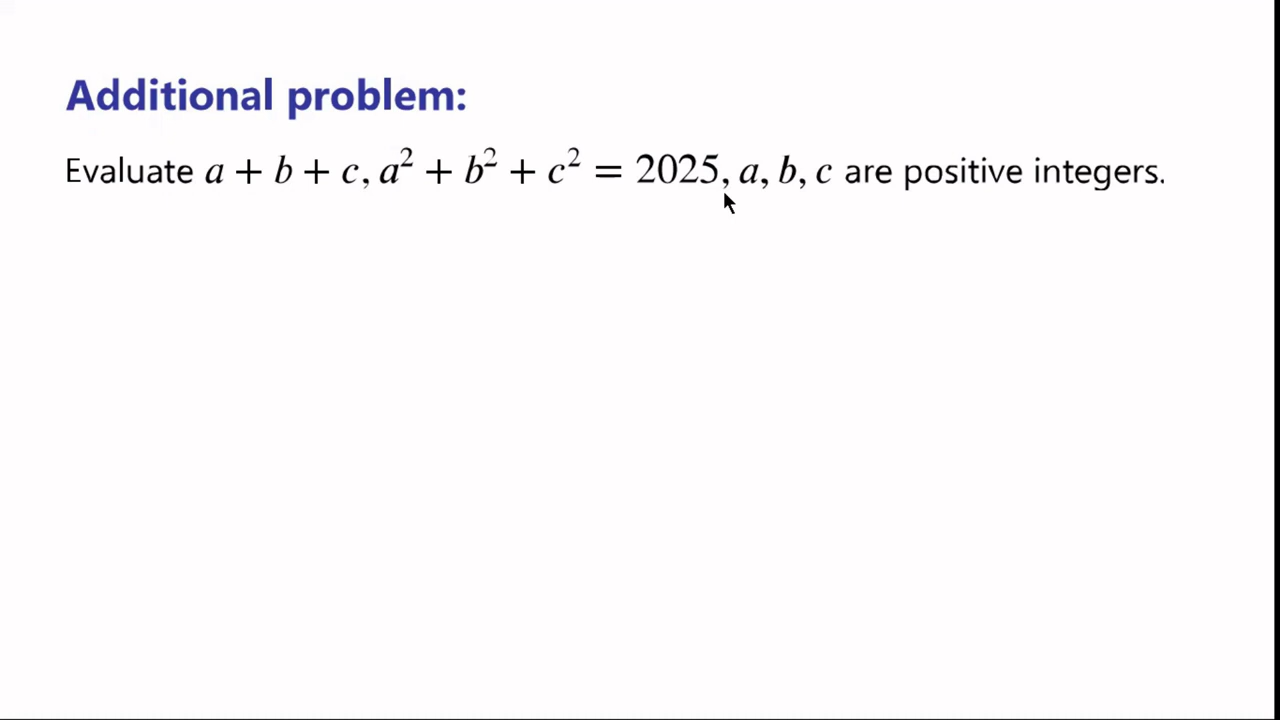 Additional problem:
Evaluate a + b + c, a² + b² + c² = 2025, a, b, c are positive integers.